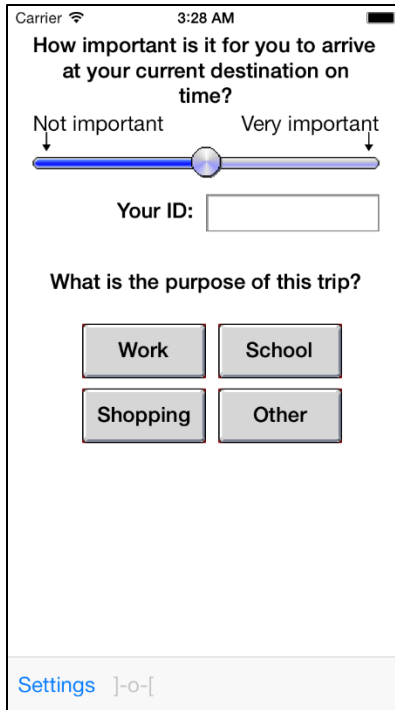 Carrier 3:28 AM
How important is it for you to arrive
at your current destination on
time?
Not important Very important
Your ID:
What is the purpose of this trip?
Work School
Shopping Other
Settings ]-o-[